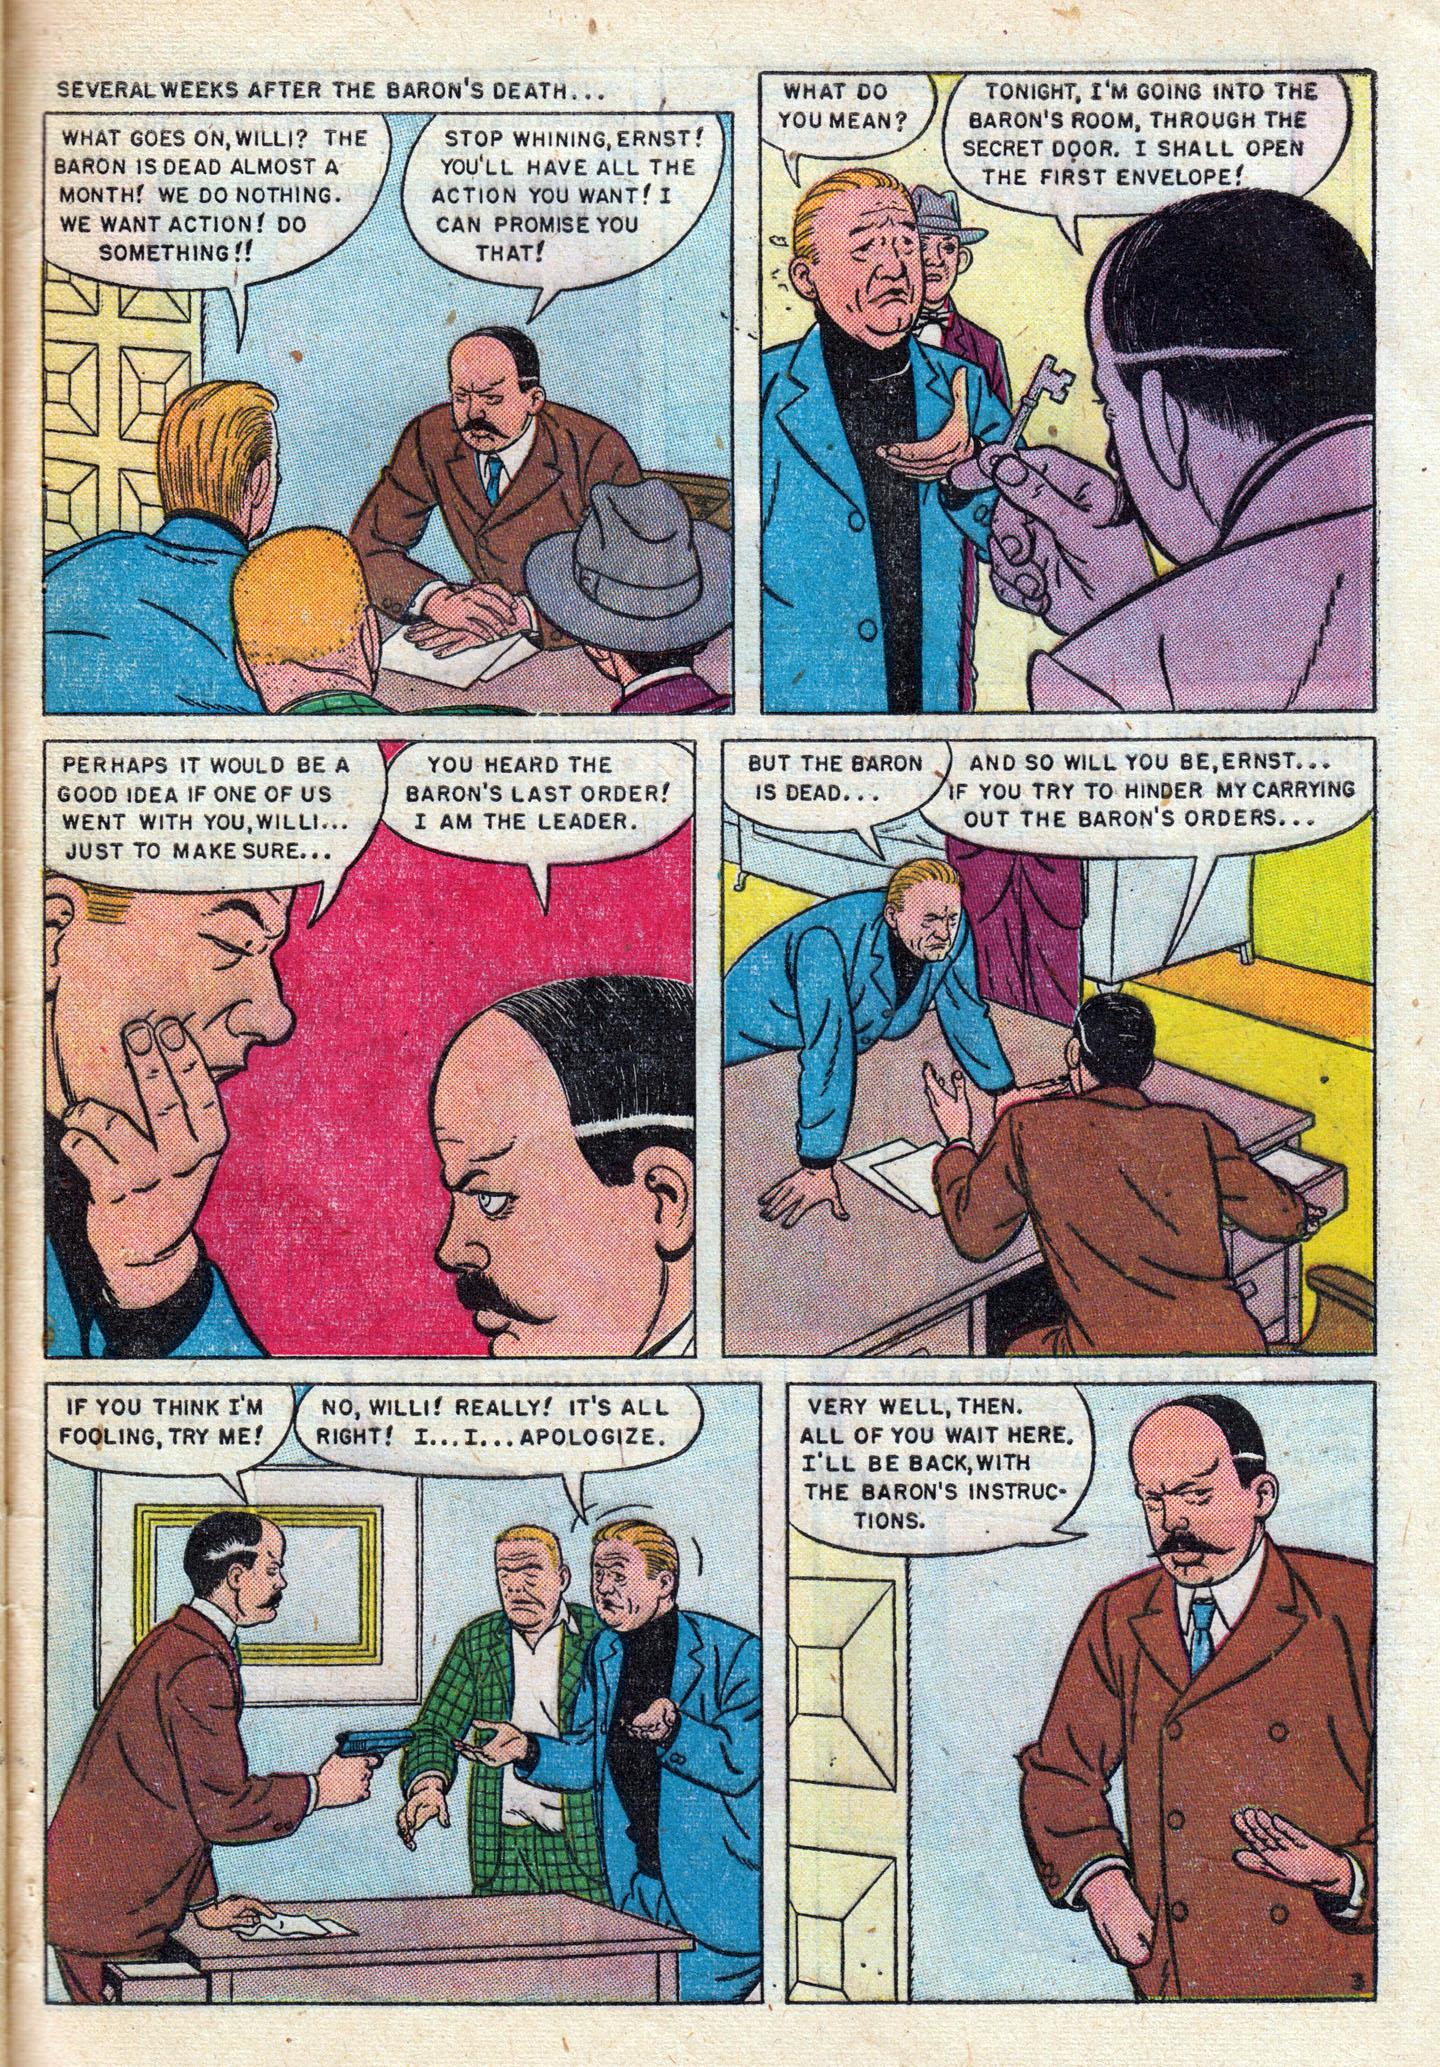 SEVERAL WEEKS AFTER THE BARON'S DEATH...
WHAT GOES ON, WILLI? THE
BARON IS DEAD ALMOST A
MONTH! WE DO NOTHING.
WE WANT ACTION! DO
SOMETHING!!
STOP WHINING, ERNST!
YOU'LL HAVE ALL THE
ACTION YOU WANT! I
CAN PROMISE YOU
THAT!
WHAT DO
YOU MEAN?
TONIGHT, I'M GOING INTO THE
BARON'S ROOM, THROUGH THE
SECRET DOOR. I SHALL OPEN
THE FIRST ENVELOPE!
PERHAPS IT WOULD BE A
GOOD IDEA IF ONE OF US
WENT WITH YOU, WILLI...
JUST TO MAKE SURE...
YOU HEARD THE
BARON'S LAST ORDER!
I AM THE LEADER.
BUT THE BARON
IS DEAD...
AND SO WILL YOU BE, ERNST...
IF YOU TRY TO HINDER MY CARRYING
OUT THE BARON'S ORDERS...
IF YOU THINK I'M
FOOLING, TRY ME!
NO, WILLI! REALLY! IT'S ALL
RIGHT! I...I...APOLOGIZE.
VERY WELL, THEN.
ALL OF YOU WAIT HERE.
I'LL BE BACK, WITH
THE BARON'S INSTRUC-
TIONS.
3